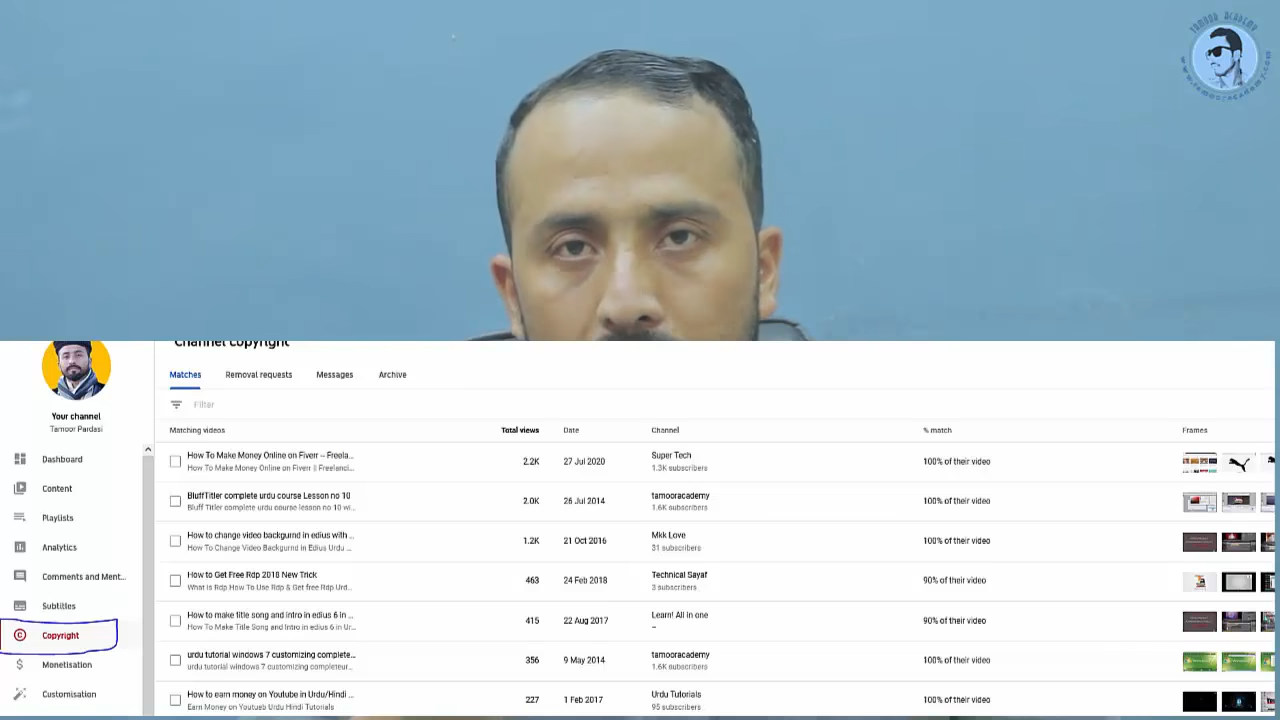 TAMOOR ACADEMY
www.tamooracademy.com
Channel copyright
Matches Removal requests Messages Archive
Filter
Your channel
Tamoor Pardasi
Dashboard
Content
Playlists
Analytics
Comments and Ment...
Subtitles
Copyright
Monetisation
Customisation
Matching videos Total views Date Channel % match Frames
How To Make Money Online on Fiverr – Freela... 2.2K 27 Jul 2020 Super Tech 100% of their video
How To Make Money Online on Fiverr || Freelanci... 1.3K subscribers
BluffTitler complete urdu course Lesson no 10 2.0K 26 Jul 2014 tamooracademy 100% of their video
Bluff Titler complete urdu course lesson no 10 wi... 1.6K subscribers
How to change video backgurnd in edius with ... 1.2K 21 Oct 2016 Mkk Love 100% of their video
How To Change Video Backgurnd in Edius Urdu ... 31 subscribers
How to Get Free Rdp 2018 New Trick 463 24 Feb 2018 Technical Sayaf 90% of their video
What is Rdp How To Use Rdp & Get free Rdp Urd... 3 subscribers
How to make title song and intro in edius 6 in ... 415 22 Aug 2017 Learn! All in one 90% of their video
How To Make Title Song and Intro in edius 6 in Ur... –
urdu tutorial windows 7 customizing complete... 356 9 May 2014 tamooracademy 100% of their video
urdu tutorial windows 7 customizing completeur... 1.6K subscribers
How to earn money on Youtube in Urdu/Hindi ... 227 1 Feb 2017 Urdu Tutorials 100% of their video
Earn Money on Youtueb Urdu Hindi Tutorials 95 subscribers